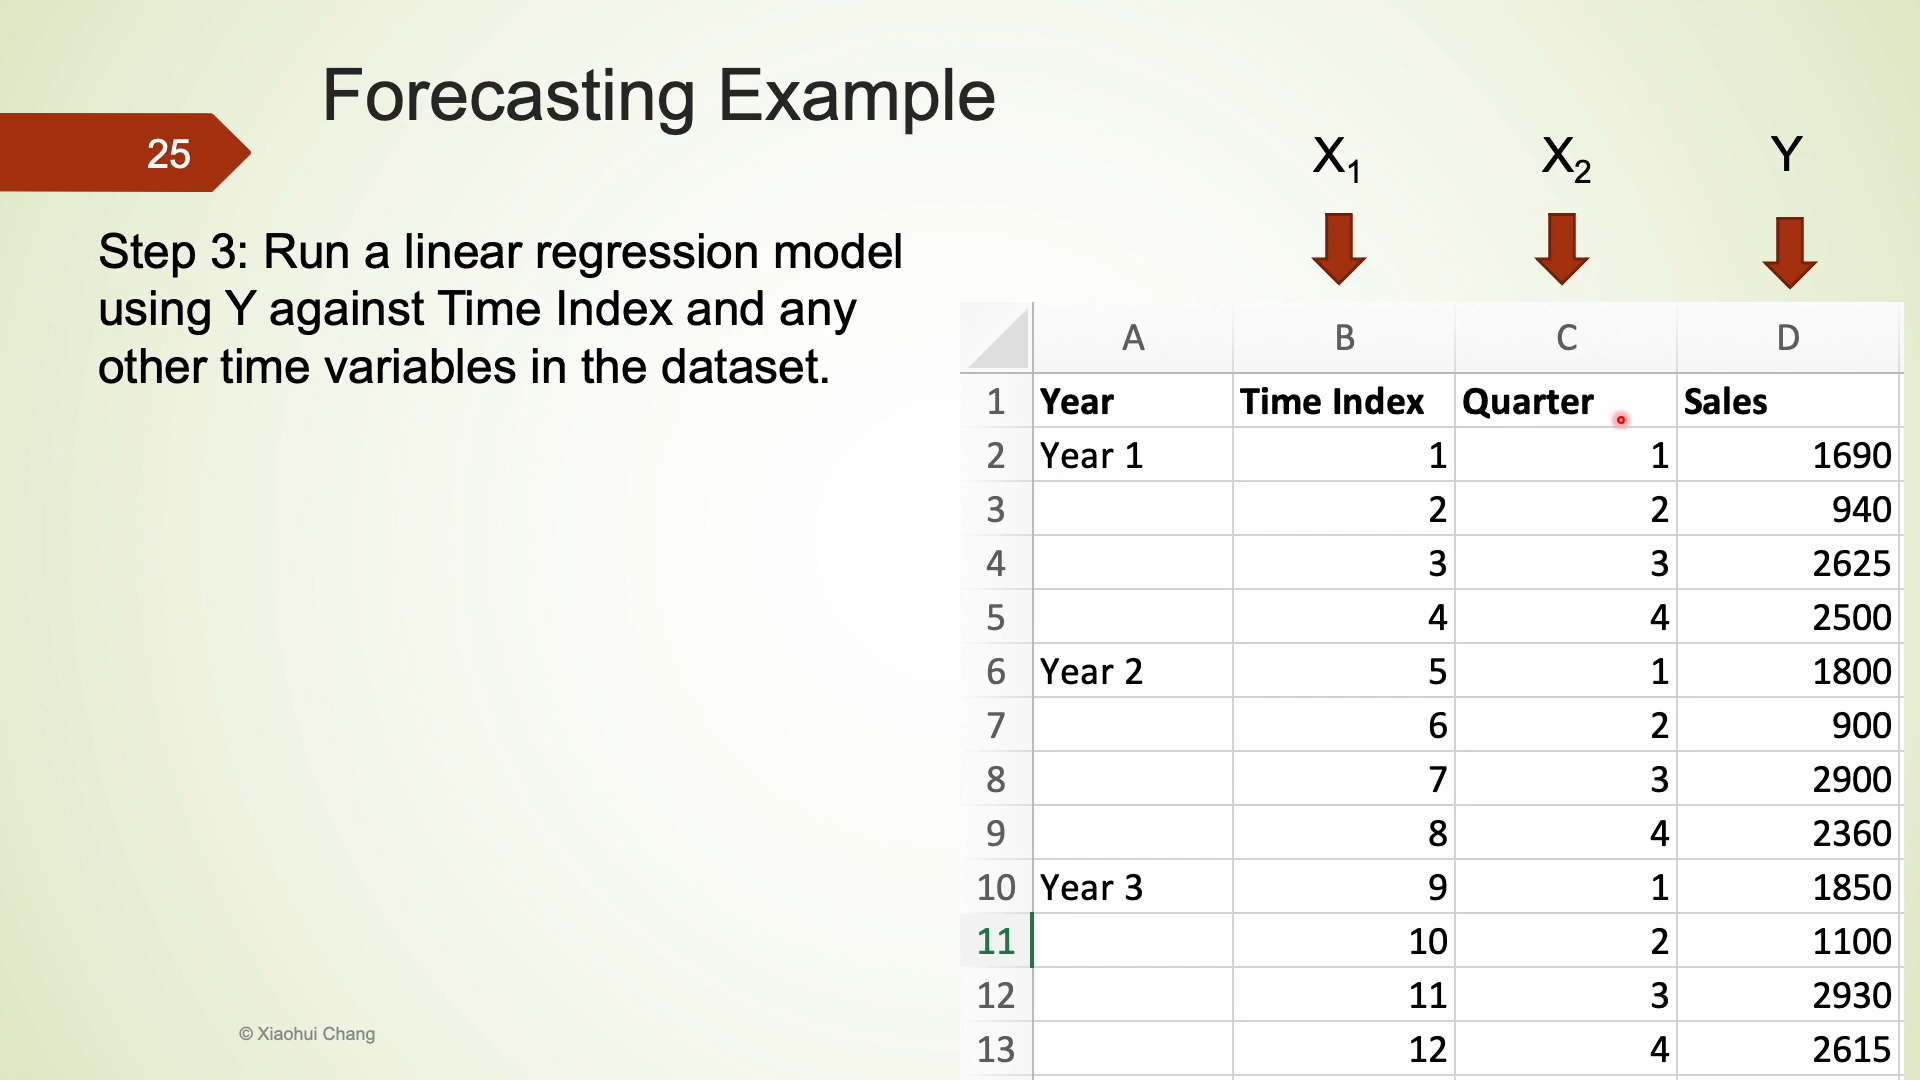 Forecasting Example
25
X1 X2 Y
Step 3: Run a linear regression model
using Y against Time Index and any
other time variables in the dataset.
A B C D
1 Year Time Index Quarter Sales
2 Year 1 1 1 1690
3 2 2 940
4 3 3 2625
5 4 4 2500
6 Year 2 5 1 1800
7 6 2 900
8 7 3 2900
9 8 4 2360
10 Year 3 9 1 1850
11 10 2 1100
12 11 3 2930
13 12 4 2615
© Xiaohui Chang